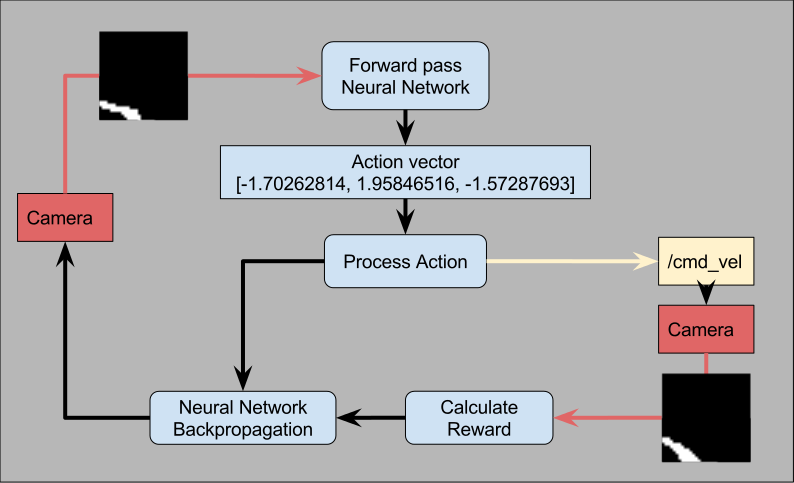 Forward pass
Neural Network
Action vector
[-1.70262814, 1.95846516, -1.57287693]
Camera
Process Action
/cmd_vel
Camera
Neural Network
Backpropagation
Calculate
Reward